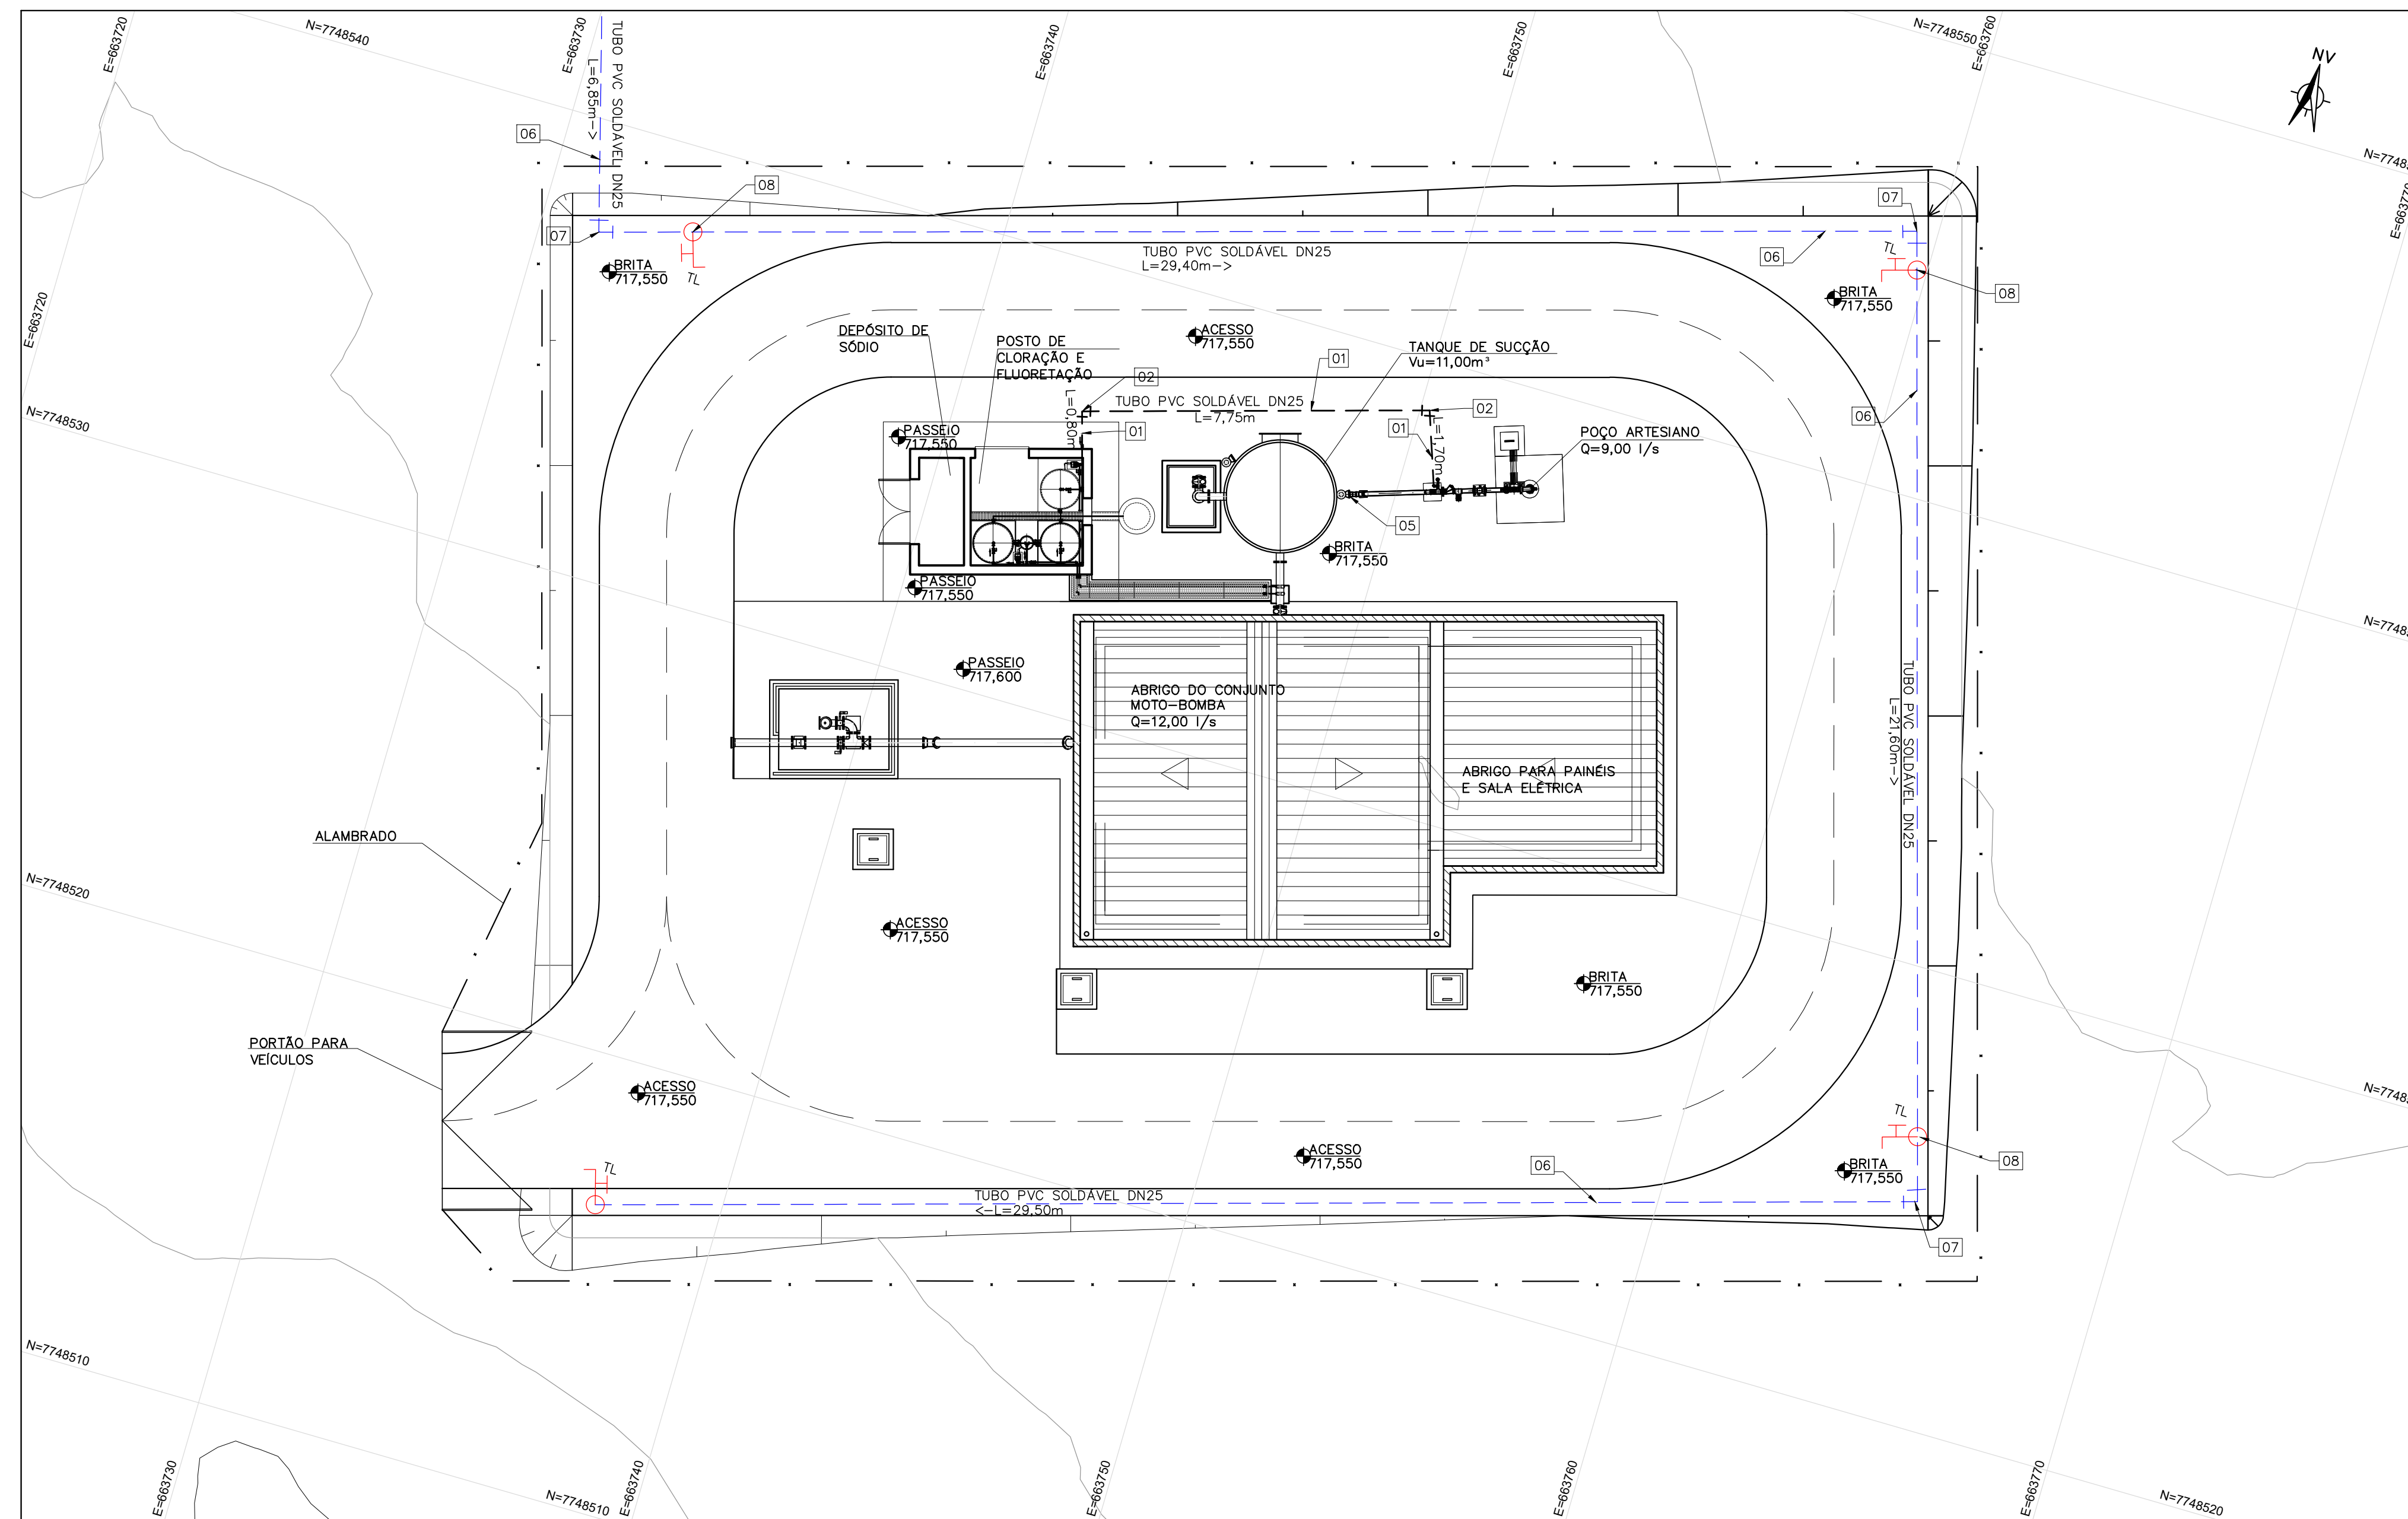 E=663720
N=7748540
E=663730
TUBO PVC SOLDÁVEL DN25
L=6,85m->
E=663740
E=663750
N=7748550
E=663760
NV
06
08
07
07
N=7748
E=663770
BRITA
717,550
TL
TUBO PVC SOLDÁVEL DN25
L=29,40m->
06
TL
BRITA
717,550
08
E=663720
DEPÓSITO DE
SÓDIO
POSTO DE
CLORAÇÃO E
FLUORETAÇÃO
ACESSO
717,550
01
TANQUE DE SUCÇÃO
Vu=11,00m³
02
TUBO PVC SOLDÁVEL DN25
L=7,75m
02
L=0,80m
01
01
L=1,70m
06
N=7748530
PASSEIO
717,550
POÇO ARTESIANO
Q=9,00 l/s
05
BRITA
717,550
PASSEIO
717,550
N=7748
PASSEIO
717,600
ABRIGO DO CONJUNTO
MOTO-BOMBA
Q=12,00 l/s
TUBO PVC SOLDÁVEL DN25
L=21,60m->
ABRIGO PARA PAINÉIS
E SALA ELÉTRICA
ALAMBRADO
N=7748520
ACESSO
717,550
BRITA
717,550
PORTÃO PARA
VEÍCULOS
ACESSO
717,550
N=7748
TL
ACESSO
717,550
06
BRITA
717,550
08
TL
TUBO PVC SOLDÁVEL DN25
<-L=29,50m
07
N=7748510
E=663730
N=7748510
E=663740
E=663750
E=663760
E=663770
N=7748520